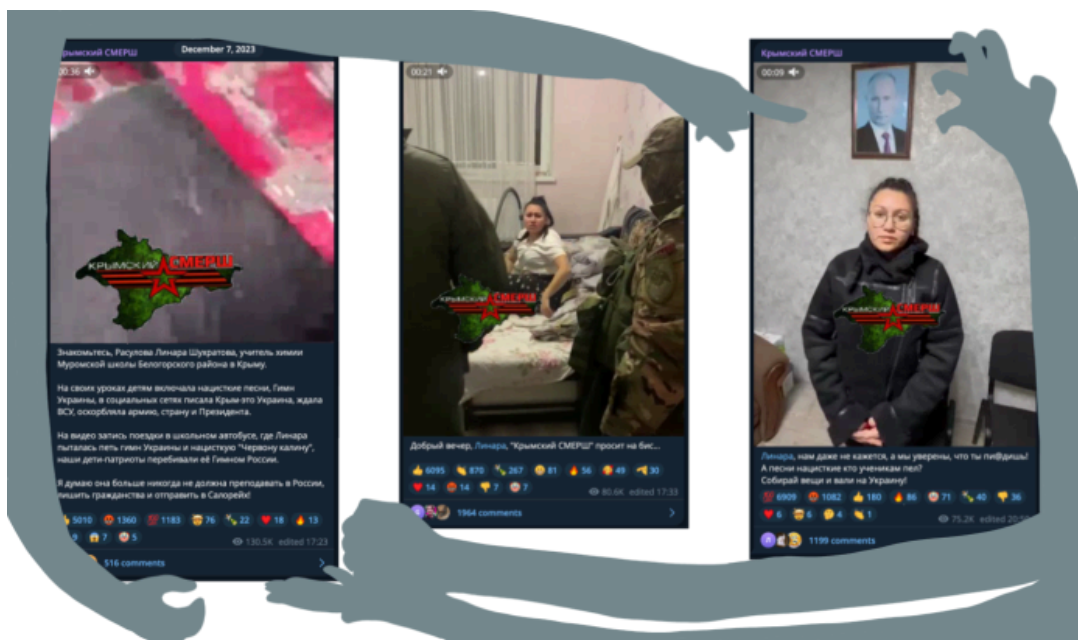 Крымский СМЕРШ
December 7, 2023
00:36
КРЫМСКИЙ СМЕРШ
Знакомьтесь, Расулова Линара Шухратова, учитель химии
Муромской школы Белогорского района в Крыму.
На своих уроках детям включала нацисткие песни, Гимн
Украины, в социальных сетях писала Крым-это Украина, ждала
ВСУ, оскорбляла армию, страну и Президента.
На видео запись поездки в школьном автобусе, где Линара
пыталась петь гимн Украины и нацисткую "Червону калину",
наши дети-патриоты перебивали её Гимном России.
Я думаю она больше никогда не должна преподавать в России,
лишить гражданства и отправить в Салорейх!
5010 1360 1183 76 22 18 13
9 7 5
130.5K edited 17:23
516 comments
00:21
КРЫМСКИЙ СМЕРШ
Добрый вечер, Линара, "Крымский СМЕРШ" просит на бис...
6095 870 267 81 56 49 30
14 14 7 7
80.6K edited 17:33
1964 comments
Крымский СМЕРШ
00:09
КРЫМСКИЙ СМЕРШ
Линара, нам даже не кажется, а мы уверены, что ты пи@дишь!
А песни нацисткие кто ученикам пел?
Собирай вещи и вали на Украину!
6909 1082 180 86 71 40 36
6 6 4 1
75.2K edited
1199 comments